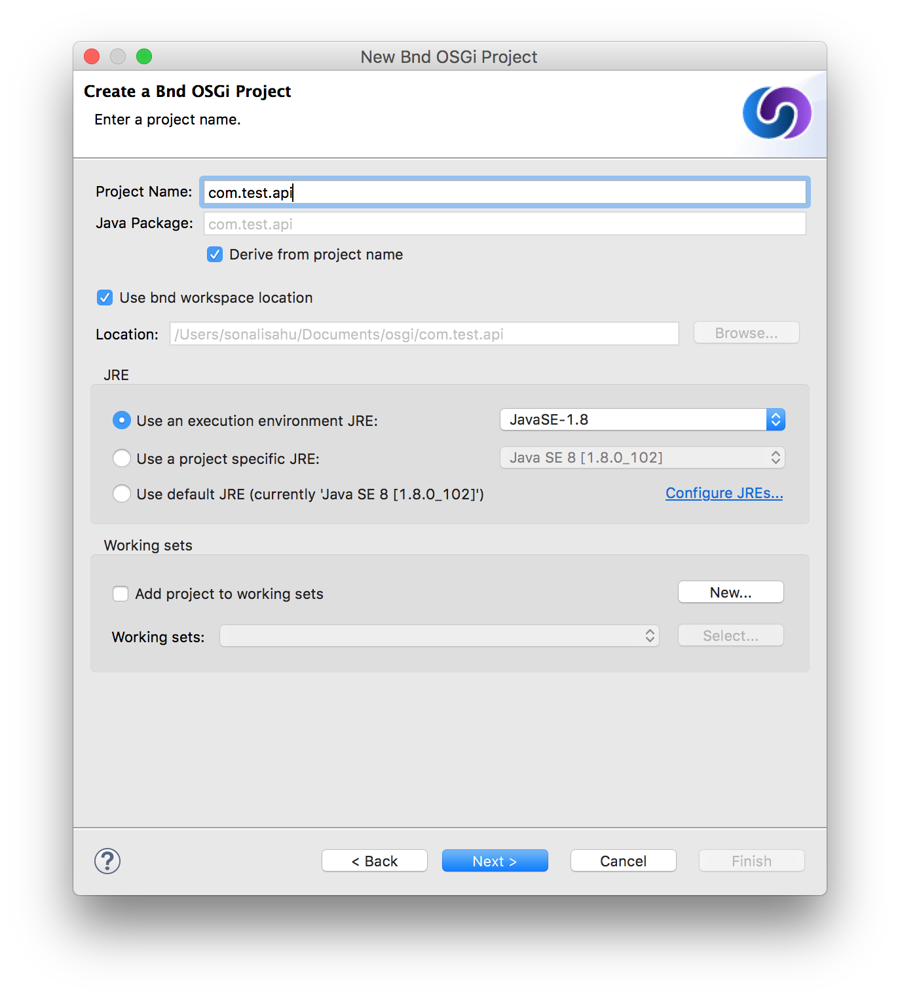 New Bnd OSGi Project
Create a Bnd OSGi Project
Enter a project name.
Project Name: com.test.api
Java Package: com.test.api
Derive from project name
Use bnd workspace location
Location: /Users/sonalisahu/Documents/osgi/com.test.api Browse...
JRE
Use an execution environment JRE: JavaSE-1.8
Use a project specific JRE: Java SE 8 [1.8.0_102]
Use default JRE (currently 'Java SE 8 [1.8.0_102]') Configure JREs...
Working sets
Add project to working sets New...
Working sets: Select...
? < Back Next > Cancel Finish